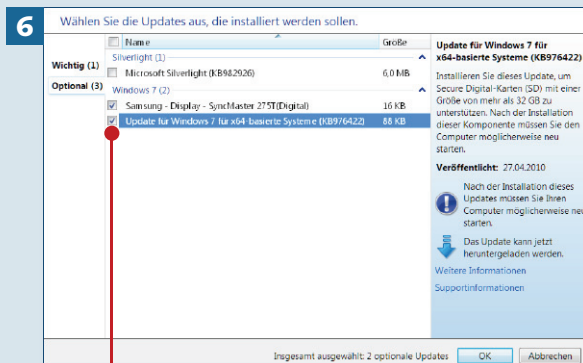 6
Wählen Sie die Updates aus, die installiert werden sollen.
Name Größe
Wichtig (1)
Optional (3)
Silverlight (1)
Microsoft Silverlight (KB982926) 6,0 MB
Windows 7 (2)
Samsung - Display - SyncMaster 275T(Digital) 16 KB
Update für Windows 7 für x64-basierte Systeme (KB976422) 88 KB
Update für Windows 7 für
x64-basierte Systeme (KB976422)
Installieren Sie dieses Update, um
Secure Digital-Karten (SD) mit einer
Größe von mehr als 32 GB zu
unterstützen. Nach der Installation
dieser Komponente müssen Sie den
Computer möglicherweise neu
starten.
Veröffentlicht: 27.04.2010
Nach der Installation dieses
Updates müssen Sie Ihren
Computer möglicherweise neu
starten.
Das Update kann jetzt
heruntergeladen werden.
Weitere Informationen
Supportinformationen
Insgesamt ausgewählt: 2 optionale Updates OK Abbrechen